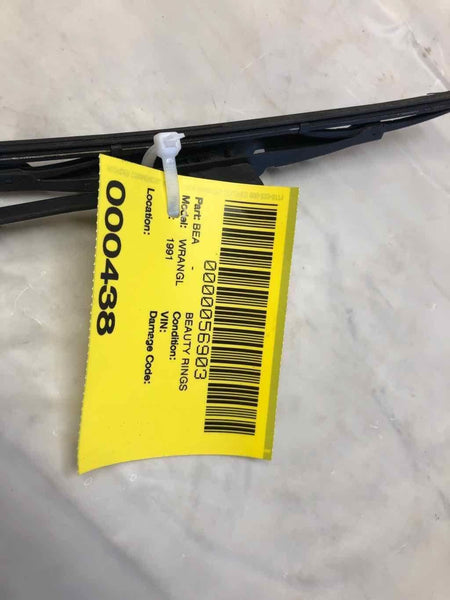 0000056903
Part: BEA - BEAUTY RINGS
Model: WRANGL Condition:
1991 VIN:
Location: Damage Code:
000438